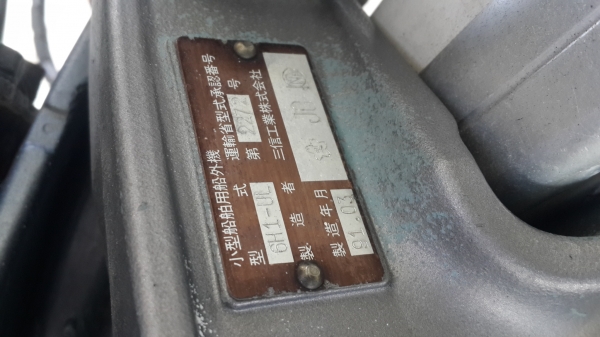 小型船舶用船外機
運輸省型式承認番号
型式 6H1-UL
第 号
製造者 三信工業株式会社
製造年月 91.03